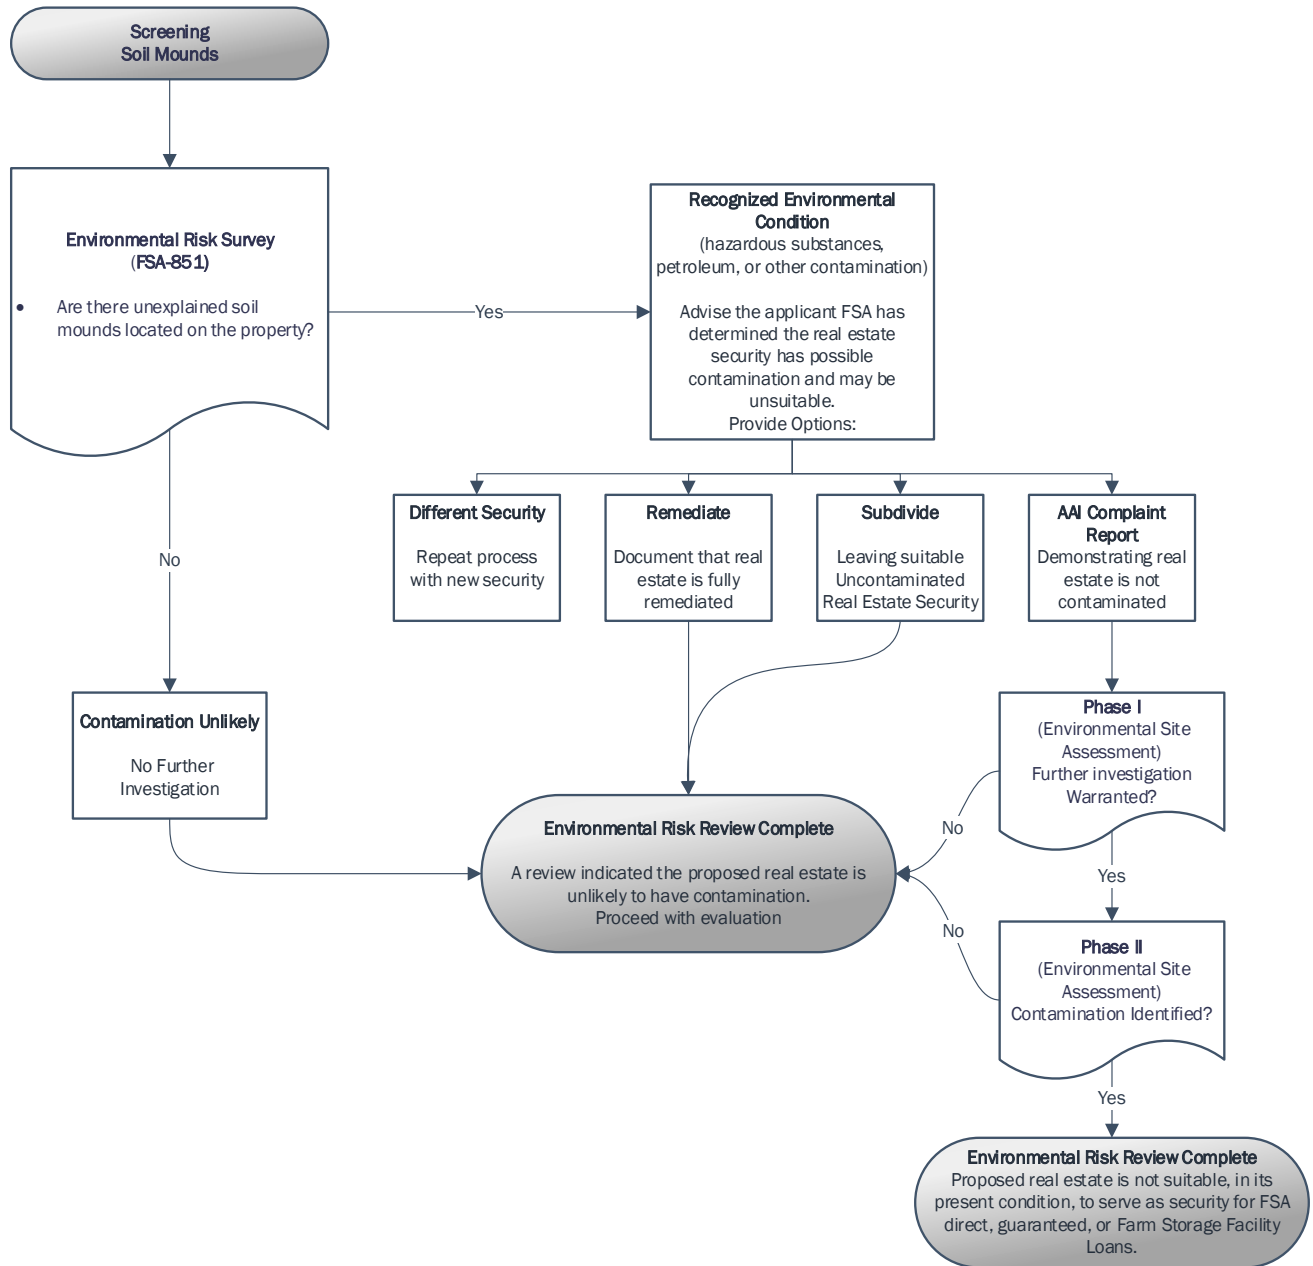 Screening
Soil Mounds
Environmental Risk Survey
(FSA-851)
• Are there unexplained soil
mounds located on the property?
Yes
Recognized Environmental
Condition
(hazardous substances,
petroleum, or other contamination)
Advise the applicant FSA has
determined the real estate
security has possible
contamination and may be
unsuitable.
Provide Options:
Different Security
Repeat process
with new security
Remediate
Document that real
estate is fully
remediated
Subdivide
Leaving suitable
Uncontaminated
Real Estate Security
AAI Complaint
Report
Demonstrating real
estate is not
contaminated
No
Contamination Unlikely
No Further
Investigation
Phase I
(Environmental Site
Assessment)
Further investigation
Warranted?
No
Yes
Environmental Risk Review Complete
A review indicated the proposed real estate is
unlikely to have contamination.
Proceed with evaluation
No
Phase II
(Environmental Site
Assessment)
Contamination Identified?
Yes
Environmental Risk Review Complete
Proposed real estate is not suitable, in its
present condition, to serve as security for FSA
direct, guaranteed, or Farm Storage Facility
Loans.